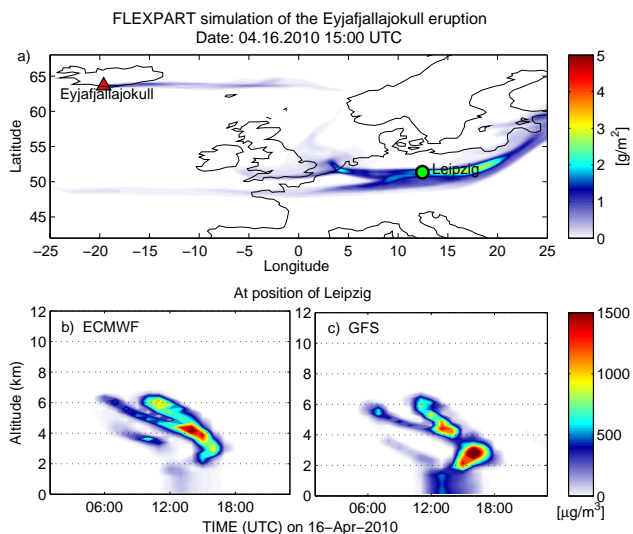 FLEXPART simulation of the Eyjafjallajokull eruption
Date: 04.16.2010 15:00 UTC
a)
65
60
55
50
45
Latitude
Eyjafjallajokull
Leipzig
−25 −20 −15 −10 −5 0 5 10 15 20 25
Longitude
5
4
3
2
1
0
[g/m²]
At position of Leipzig
b) ECMWF
12
10
8
6
4
2
0
Altitude (km)
06:00 12:00 18:00
c) GFS
12
10
8
6
4
2
0
06:00 12:00 18:00
TIME (UTC) on 16−Apr−2010
1500
1000
500
0
[µg/m³]